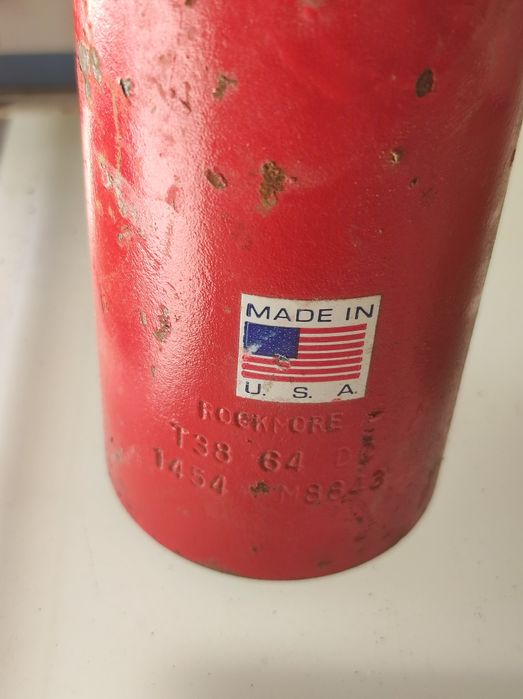 MADE IN
U. S. A.
ROCKMORE
T38 64
1454